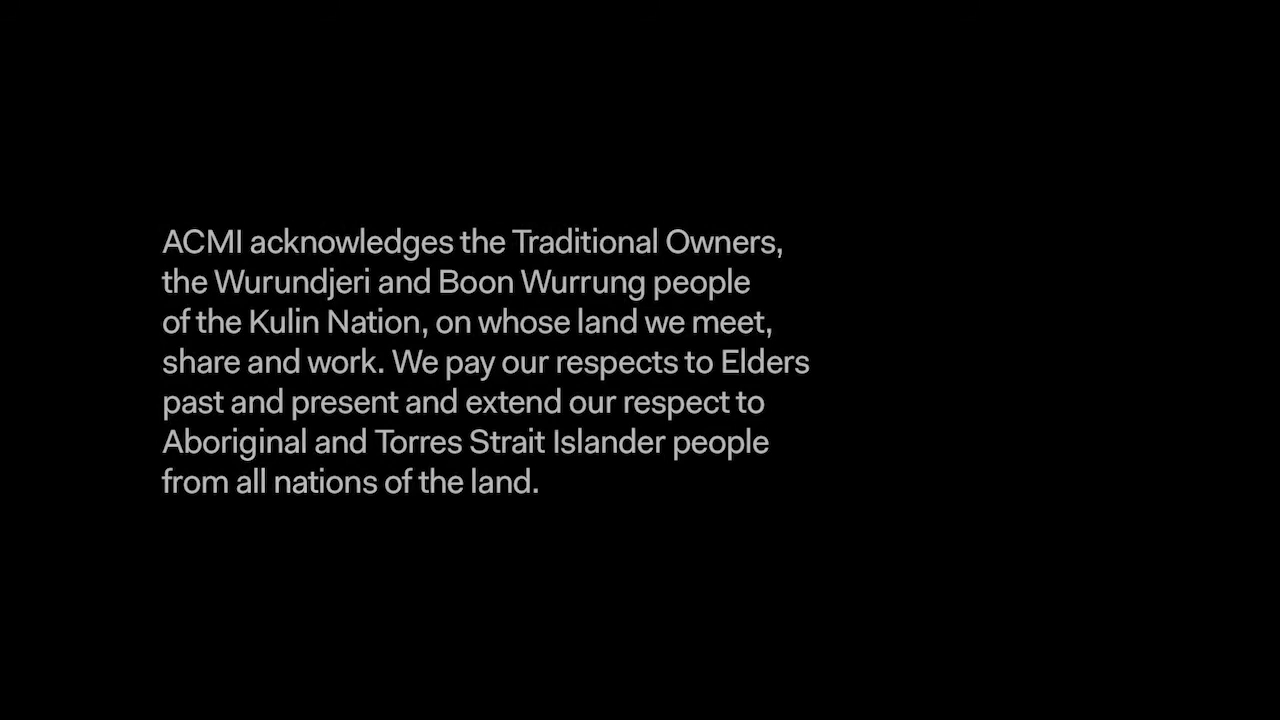 ACMI acknowledges the Traditional Owners,
the Wurundjeri and Boon Wurrung people
of the Kulin Nation, on whose land we meet,
share and work. We pay our respects to Elders
past and present and extend our respect to
Aboriginal and Torres Strait Islander people
from all nations of the land.